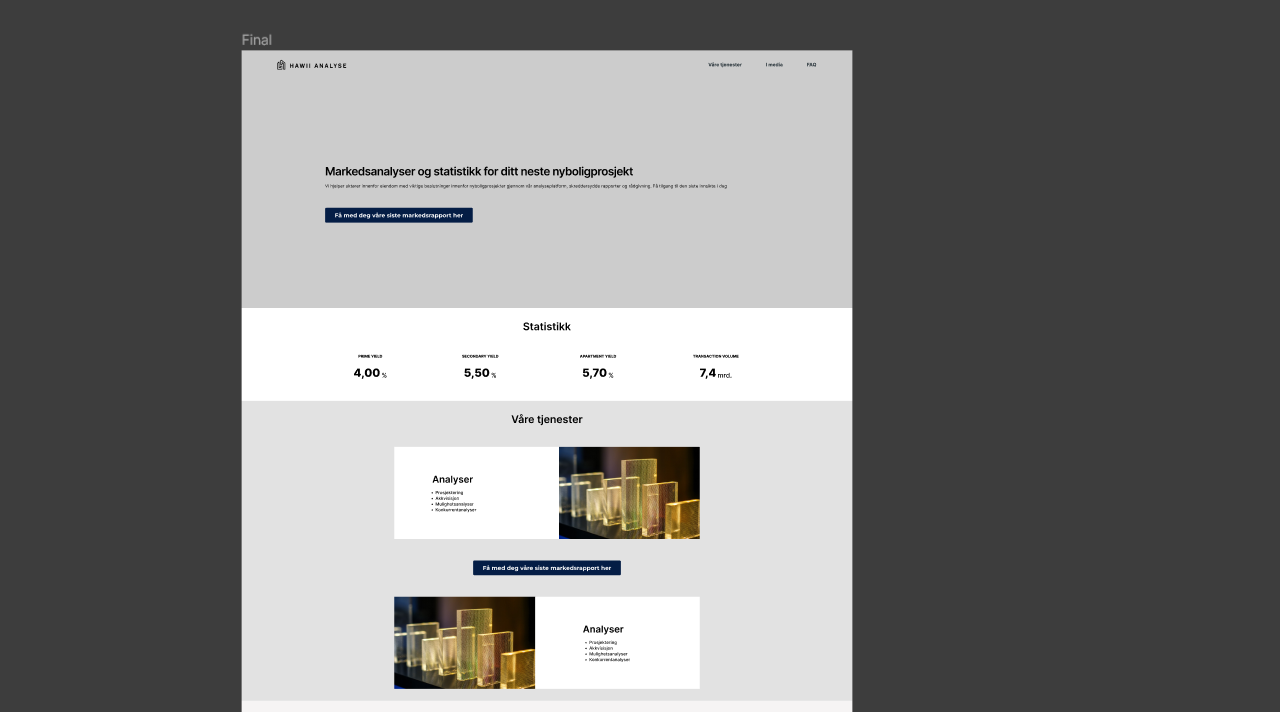 Final
HAWII ANALYSE
Våre tjenester
I media
FAQ
Markedsanalyser og statistikk for ditt neste nyboligprosjekt
Vi hjelper aktører innenfor eiendom med viktige beslutninger innenfor nyboligprosjekter gjennom vår analyseplatform, skreddersydde rapporter og rådgivning. Få tilgang til den siste innsikte i dag
Få med deg våre siste markedsrapport her
Statistikk
PRIME YIELD
SECONDARY YIELD
APARTMENT YIELD
TRANSACTION VOLUME
4,00 %
5,50 %
5,70 %
7,4 mrd.
Våre tjenester
Analyser
• Prosjektering
• Akkvisisjon
• Mulighetsanalyser
• Konkurrentanalyser
Få med deg våre siste markedsrapport her
Analyser
• Prosjektering
• Akkvisisjon
• Mulighetsanalyser
• Konkurrentanalyser